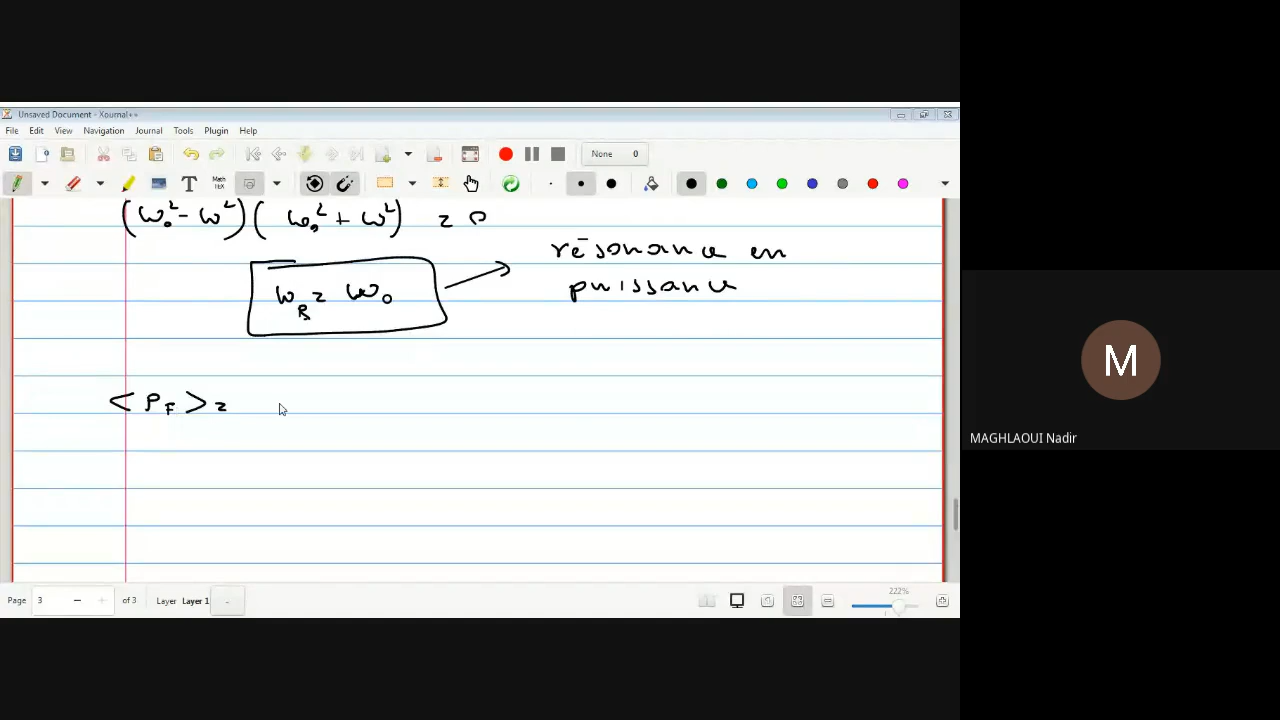 Unsaved Document - Xournal++
File Edit View Navigation Journal Tools Plugin Help
None 0
(ω₀² - ω²)(ω₀² + ω²) = 0
résonance en
puissance
ω_R = ω₀
<P_F> =
M
MAGHLAOUI Nadir
Page 3 of 3 Layer Layer 1
222%